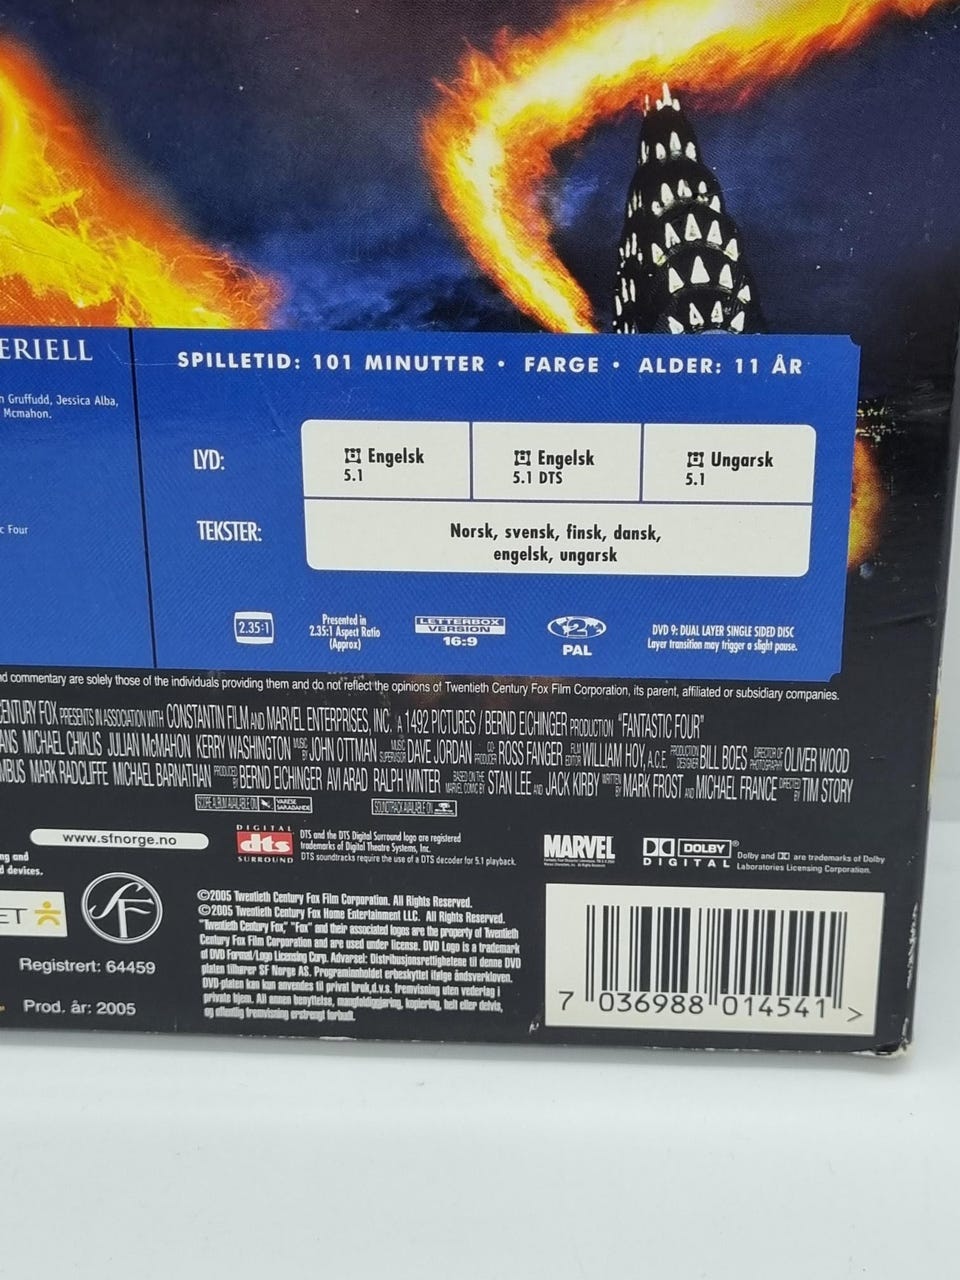 ERIELL
Gruffudd, Jessica Alba,
Mcmahon.
Four
SPILLETID: 101 MINUTTER • FARGE • ALDER: 11 ÅR
LYD:
Engelsk
5.1
Engelsk
5.1 DTS
Ungarsk
5.1
TEKSTER:
Norsk, svensk, finsk, dansk,
engelsk, ungarsk
2.35:1
Presented in
2.35:1 Aspect Ratio
(Approx)
LETTERBOX
VERSION
16:9
2
PAL
DVD 9: DUAL LAYER SINGLE SIDED DISC
Layer transition may trigger a slight pause.
commentary are solely those of the individuals providing them and do not reflect the opinions of Twentieth Century Fox Film Corporation, its parent, affiliated or subsidiary companies.
ENTURY FOX PRESENTS IN ASSOCIATION WITH CONSTANTIN FILM AND MARVEL ENTERPRISES, INC. A 1492 PICTURES / BERND EICHINGER PRODUCTION "FANTASTIC FOUR"
ANS MICHAEL CHIKLIS JULIAN McMAHON KERRY WASHINGTON MUSIC BY JOHN OTTMAN MUSIC SUPERVISOR DAVE JORDAN CO-PRODUCER ROSS FANGER FILM EDITOR WILLIAM HOY, A.C.E. PRODUCTION DESIGNER BILL BOES DIRECTOR OF PHOTOGRAPHY OLIVER WOOD
MBUS MARK RADCLIFFE MICHAEL BARNATHAN PRODUCED BY BERND EICHINGER AVI ARAD RALPH WINTER BASED ON THE MARVEL COMIC BY STAN LEE AND JACK KIRBY WRITTEN BY MARK FROST AND MICHAEL FRANCE DIRECTED BY TIM STORY
SCORE ALBUM AVAILABLE ON VARESE SARABANDE
SOUNDTRACK AVAILABLE ON
www.sfnorge.no
ng and
d devices.
DIGITAL
dts
SURROUND
DTS and the DTS Digital Surround logo are registered
trademarks of Digital Theatre Systems, Inc.
DTS soundtracks require the use of a DTS decoder for 5.1 playback.
MARVEL
DOLBY®
DIGITAL
Dolby and are trademarks of Dolby
Laboratories Licensing Corporation.
ET
SF
Registrert: 64459
Prod. år: 2005
©2005 Twentieth Century Fox Film Corporation. All Rights Reserved.
©2005 Twentieth Century Fox Home Entertainment LLC. All Rights Reserved.
"Twentieth Century Fox," "Fox" and their associated logos are the property of Twentieth
Century Fox Film Corporation and are used under license. DVD Logo is a trademark
of DVD Format/Logo Licensing Corp. Advarsel: Distribusjonsrettighetene til denne DVD
platen tilhører SF Norge AS. Programinnholdet erbeskyttet ifølge åndsverkloven.
DVD-platen kan kun anvendes til privat bruk,d.v.s. fremvisning uten vederlag i
private hjem. All annen benyttelse, mangfoldiggjøring, kopiering, helt eller delvis,
og offentlig fremvisning erstrengt forbudt.
7 036988 014541 >